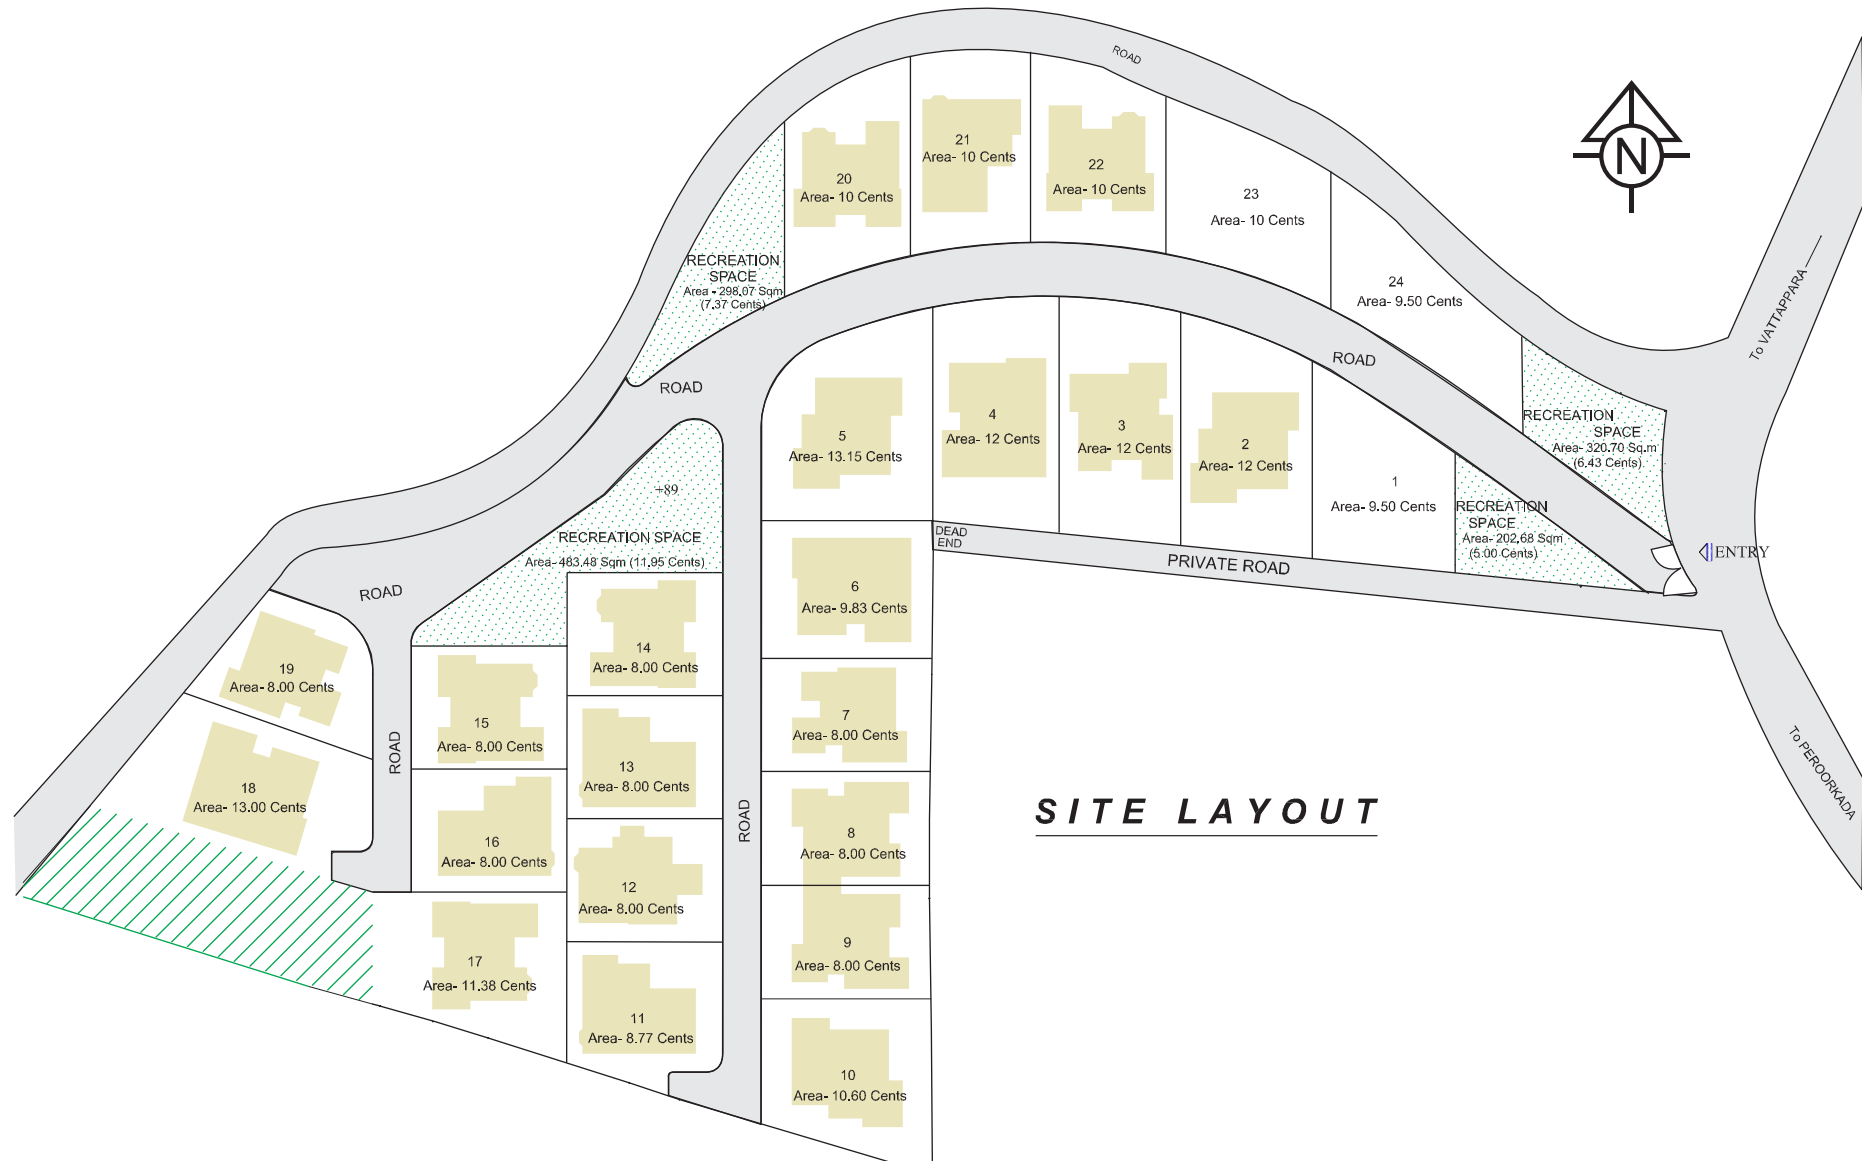 ROAD
N
20
Area- 10 Cents
21
Area- 10 Cents
22
Area- 10 Cents
23
Area- 10 Cents
24
Area- 9.50 Cents
To VATTAPPARA
RECREATION
SPACE
Area - 298.07 Sqm
(7.37 Cents)
ROAD
ROAD
RECREATION
SPACE
Area- 320.70 Sq.m
(6.43 Cents)
5
Area- 13.15 Cents
4
Area- 12 Cents
3
Area- 12 Cents
2
Area- 12 Cents
1
Area- 9.50 Cents
RECREATION
SPACE
Area- 202.68 Sqm
(5.00 Cents)
ENTRY
+89
RECREATION SPACE
Area- 483.48 Sqm (11.95 Cents)
DEAD
END
PRIVATE ROAD
ROAD
6
Area- 9.83 Cents
14
Area- 8.00 Cents
19
Area- 8.00 Cents
15
Area- 8.00 Cents
7
Area- 8.00 Cents
ROAD
13
Area- 8.00 Cents
18
Area- 13.00 Cents
ROAD
16
Area- 8.00 Cents
8
Area- 8.00 Cents
SITE LAYOUT
To PEROORKADA
12
Area- 8.00 Cents
17
Area- 11.38 Cents
9
Area- 8.00 Cents
11
Area- 8.77 Cents
10
Area- 10.60 Cents